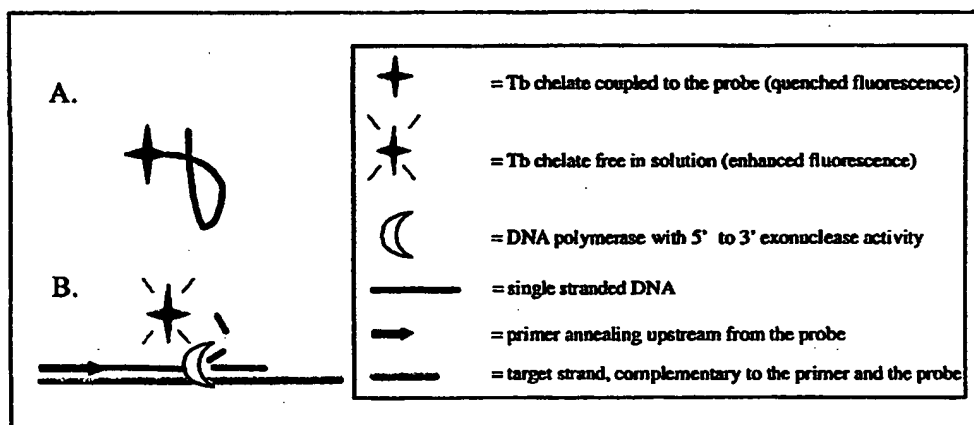 A.
B.
= Tb chelate coupled to the probe (quenched fluorescence)
= Tb chelate free in solution (enhanced fluorescence)
= DNA polymerase with 5' to 3' exonuclease activity
= single stranded DNA
= primer annealing upstream from the probe
= target strand, complementary to the primer and the probe